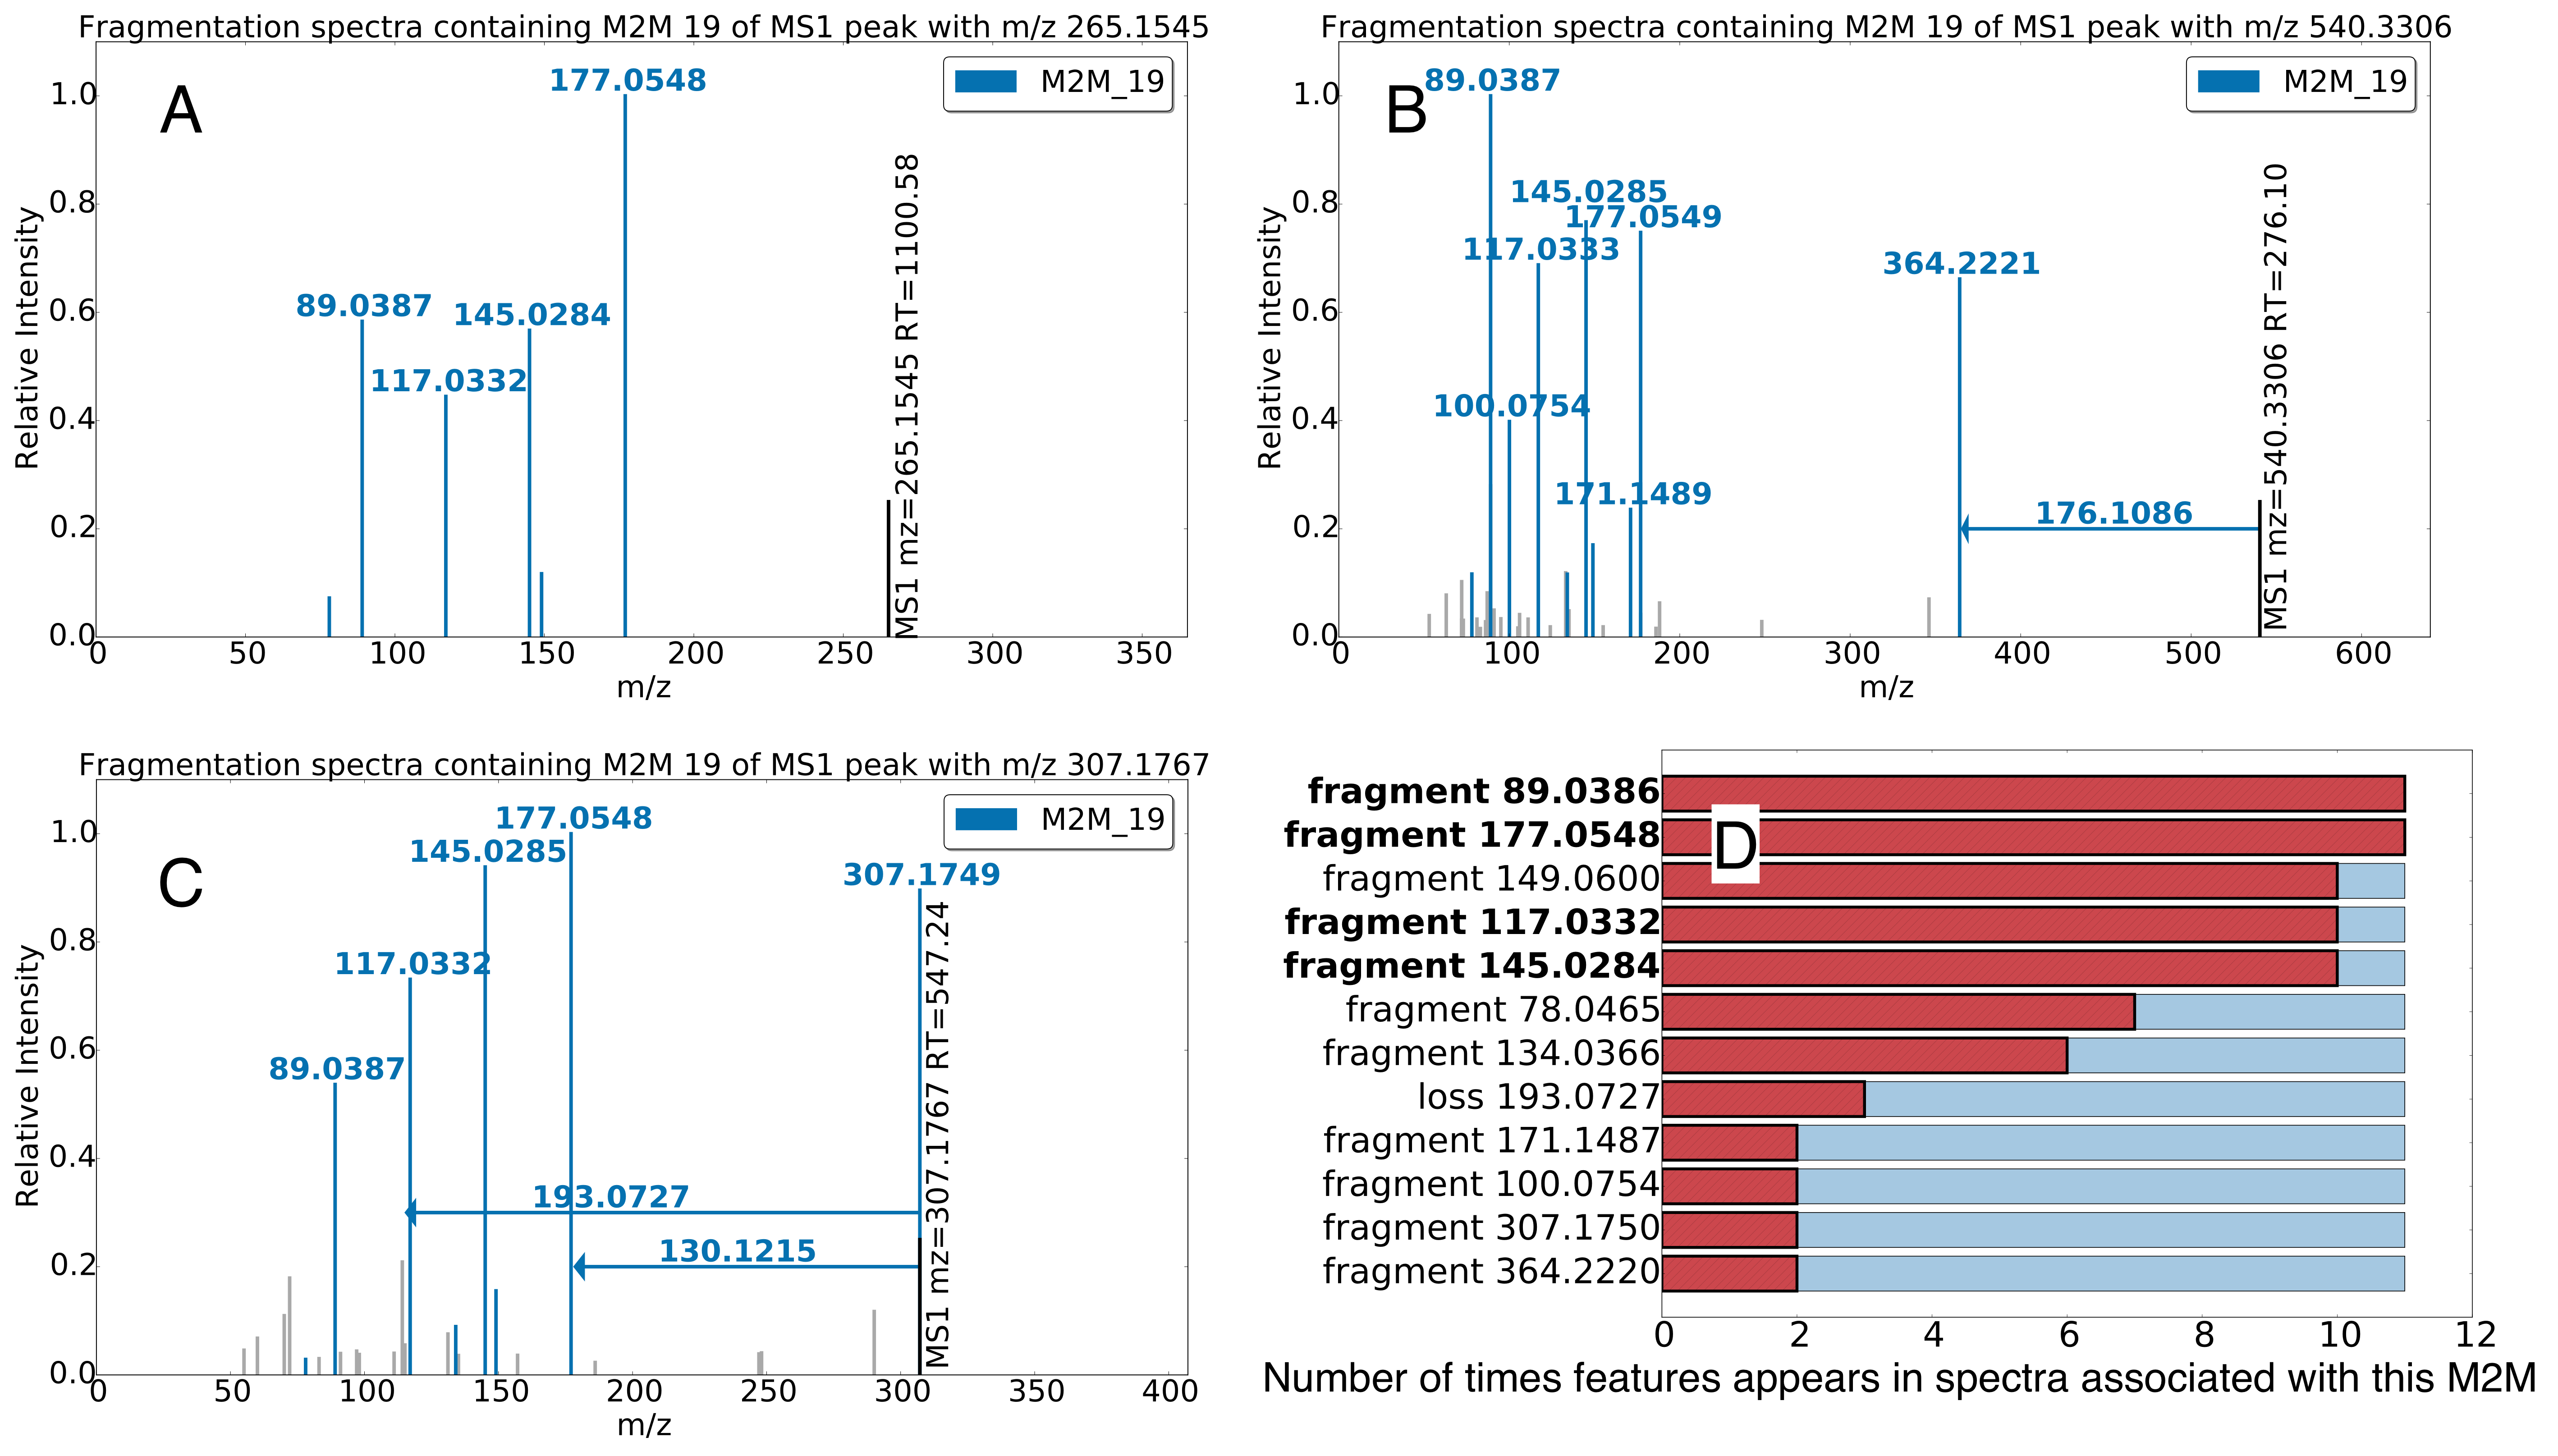 Fragmentation spectra containing M2M 19 of MS1 peak with m/z 265.1545
A
M2M_19
177.0548
89.0387
145.0284
117.0332
MS1 mz=265.1545 RT=1100.58
Relative Intensity
1.0
0.8
0.6
0.4
0.2
0.0
0 50 100 150 200 250 300 350
m/z
Fragmentation spectra containing M2M 19 of MS1 peak with m/z 540.3306
B
M2M_19
89.0387
145.0285
177.0549
117.0333
364.2221
100.0754
171.1489
176.1086
MS1 mz=540.3306 RT=276.10
Relative Intensity
1.0
0.8
0.6
0.4
0.2
0.0
0 100 200 300 400 500 600
m/z
Fragmentation spectra containing M2M 19 of MS1 peak with m/z 307.1767
C
M2M_19
177.0548
145.0285
307.1749
117.0332
89.0387
193.0727
130.1215
MS1 mz=307.1767 RT=547.24
Relative Intensity
1.0
0.8
0.6
0.4
0.2
0.0
0 50 100 150 200 250 300 350 400
m/z
D
fragment 89.0386
fragment 177.0548
fragment 149.0600
fragment 117.0332
fragment 145.0284
fragment 78.0465
fragment 134.0366
loss 193.0727
fragment 171.1487
fragment 100.0754
fragment 307.1750
fragment 364.2220
0 2 4 6 8 10 12
Number of times features appears in spectra associated with this M2M